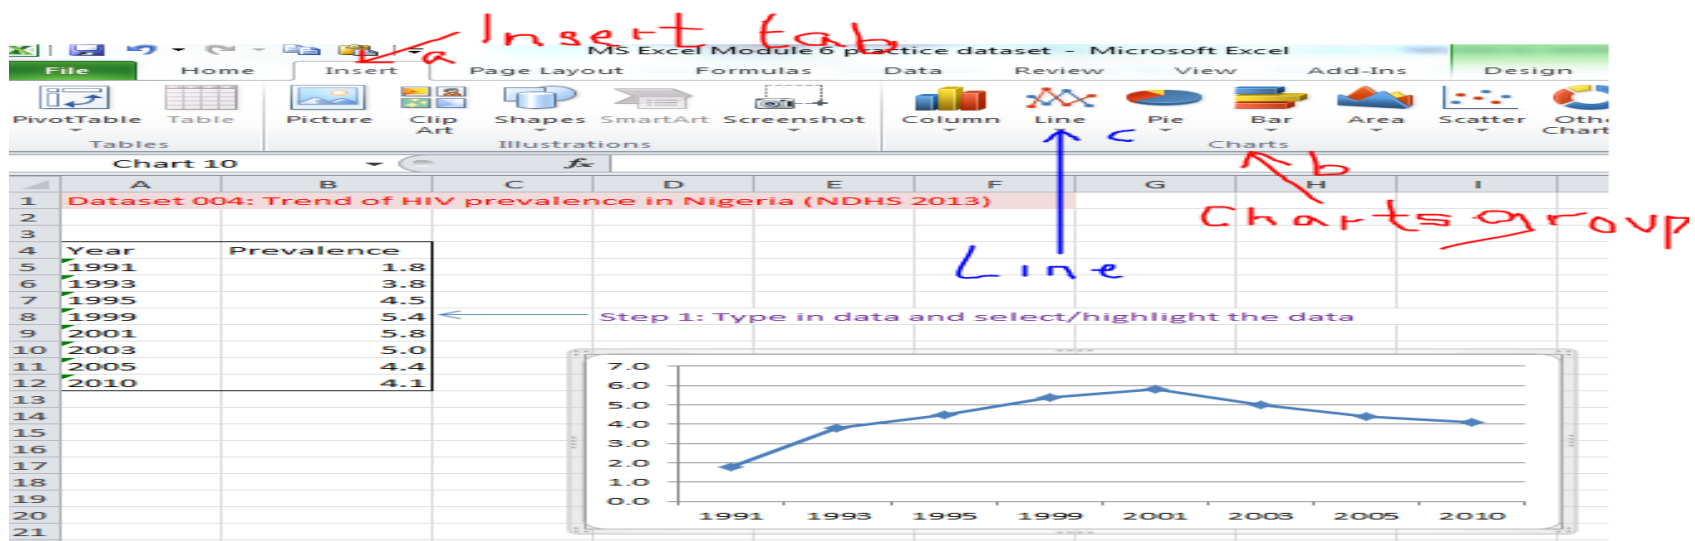 Insert tab
a
MS Excel Module 6 practice dataset - Microsoft Excel
File Home Insert Page Layout Formulas Data Review View Add-Ins Design
PivotTable Table Picture Clip Art Shapes SmartArt Screenshot Column Line Pie Bar Area Scatter Oth Chart
Tables Illustrations Charts
c
b
Chart 10 fx
A B C D E F G H I
1 Dataset 004: Trend of HIV prevalence in Nigeria (NDHS 2013)
2
3
Charts group
4 Year Prevalence
Line
5 1991 1.8
6 1993 3.8
7 1995 4.5
8 1999 5.4 Step 1: Type in data and select/highlight the data
9 2001 5.8
10 2003 5.0
11 2005 4.4
12 2010 4.1
13
14
15
16
17
18
19
20
21
7.0
6.0
5.0
4.0
3.0
2.0
1.0
0.0
1991 1993 1995 1999 2001 2003 2005 2010